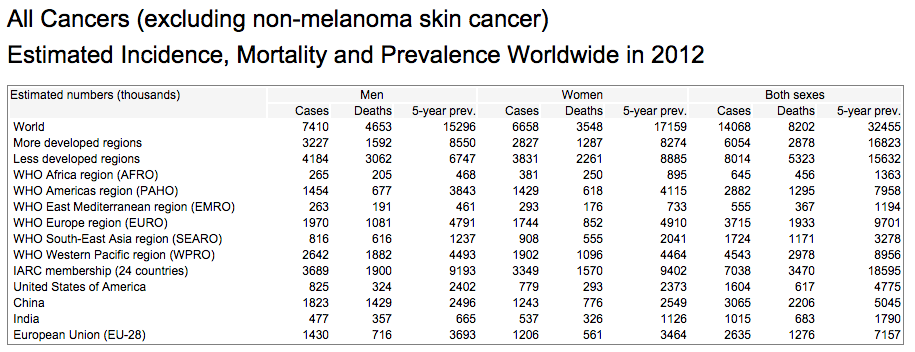 All Cancers (excluding non-melanoma skin cancer)
Estimated Incidence, Mortality and Prevalence Worldwide in 2012
Estimated numbers (thousands) Men Women Both sexes
Cases Deaths 5-year prev. Cases Deaths 5-year prev. Cases Deaths 5-year prev.
World 7410 4653 15296 6658 3548 17159 14068 8202 32455
More developed regions 3227 1592 8550 2827 1287 8274 6054 2878 16823
Less developed regions 4184 3062 6747 3831 2261 8885 8014 5323 15632
WHO Africa region (AFRO) 265 205 468 381 250 895 645 456 1363
WHO Americas region (PAHO) 1454 677 3843 1429 618 4115 2882 1295 7958
WHO East Mediterranean region (EMRO) 263 191 461 293 176 733 555 367 1194
WHO Europe region (EURO) 1970 1081 4791 1744 852 4910 3715 1933 9701
WHO South-East Asia region (SEARO) 816 616 1237 908 555 2041 1724 1171 3278
WHO Western Pacific region (WPRO) 2642 1882 4493 1902 1096 4464 4543 2978 8956
IARC membership (24 countries) 3689 1900 9193 3349 1570 9402 7038 3470 18595
United States of America 825 324 2402 779 293 2373 1604 617 4775
China 1823 1429 2496 1243 776 2549 3065 2206 5045
India 477 357 665 537 326 1126 1015 683 1790
European Union (EU-28) 1430 716 3693 1206 561 3464 2635 1276 7157